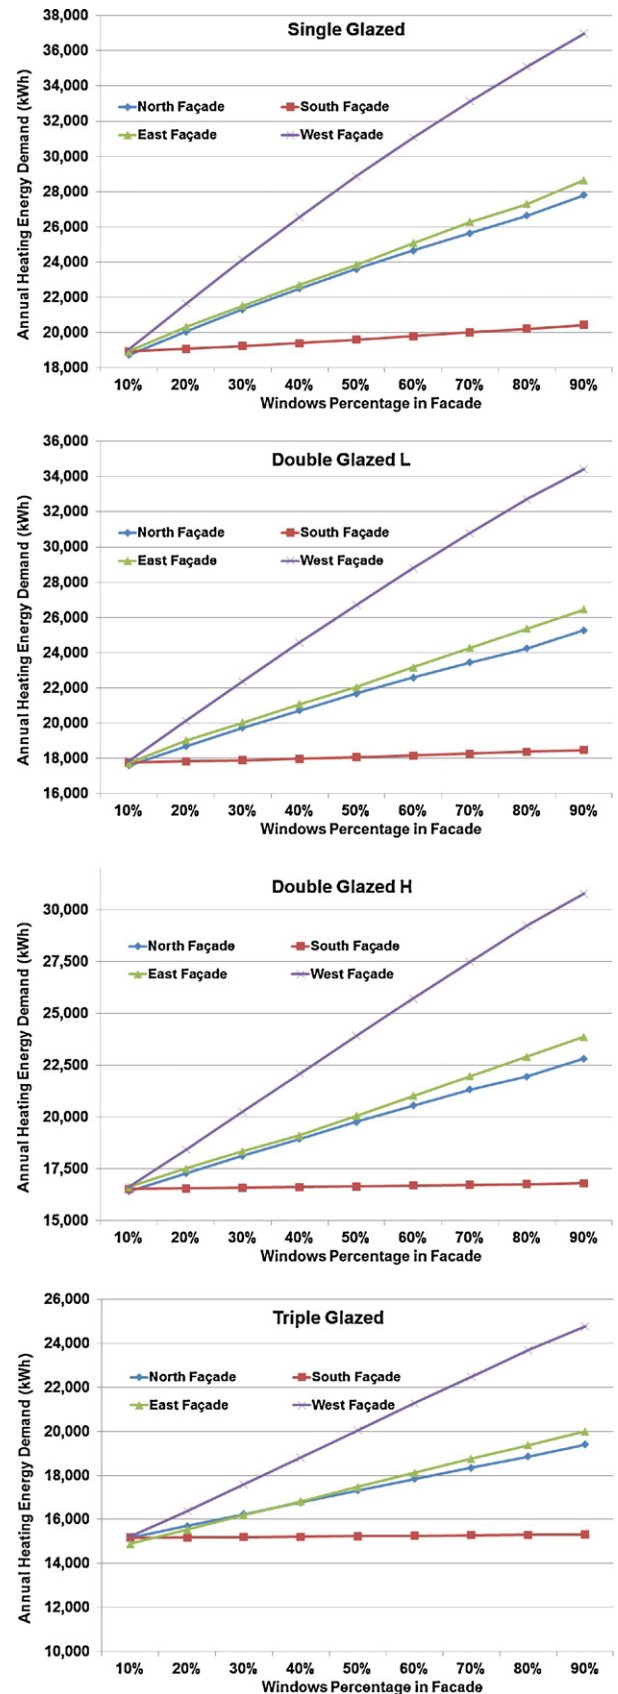 Single Glazed
Annual Heating Energy Demand (kWh)
38,000
36,000
34,000
32,000
30,000
28,000
26,000
24,000
22,000
20,000
18,000
North Façade South Façade
East Façade West Façade
10% 20% 30% 40% 50% 60% 70% 80% 90%
Windows Percentage in Facade
Double Glazed L
Annual Heating Energy Demand (kWh)
36,000
34,000
32,000
30,000
28,000
26,000
24,000
22,000
20,000
18,000
16,000
North Façade South Façade
East Façade West Façade
10% 20% 30% 40% 50% 60% 70% 80% 90%
Windows Percentage in Facade
Double Glazed H
Annual Heating Energy Demand (kWh)
30,000
27,500
25,000
22,500
20,000
17,500
15,000
North Façade South Façade
East Façade West Façade
10% 20% 30% 40% 50% 60% 70% 80% 90%
Windows Percentage in Facade
Triple Glazed
Annual Heating Energy Demand (kWh)
26,000
24,000
22,000
20,000
18,000
16,000
14,000
12,000
10,000
North Façade South Façade
East Façade West Façade
10% 20% 30% 40% 50% 60% 70% 80% 90%
Windows Percentage in Facade